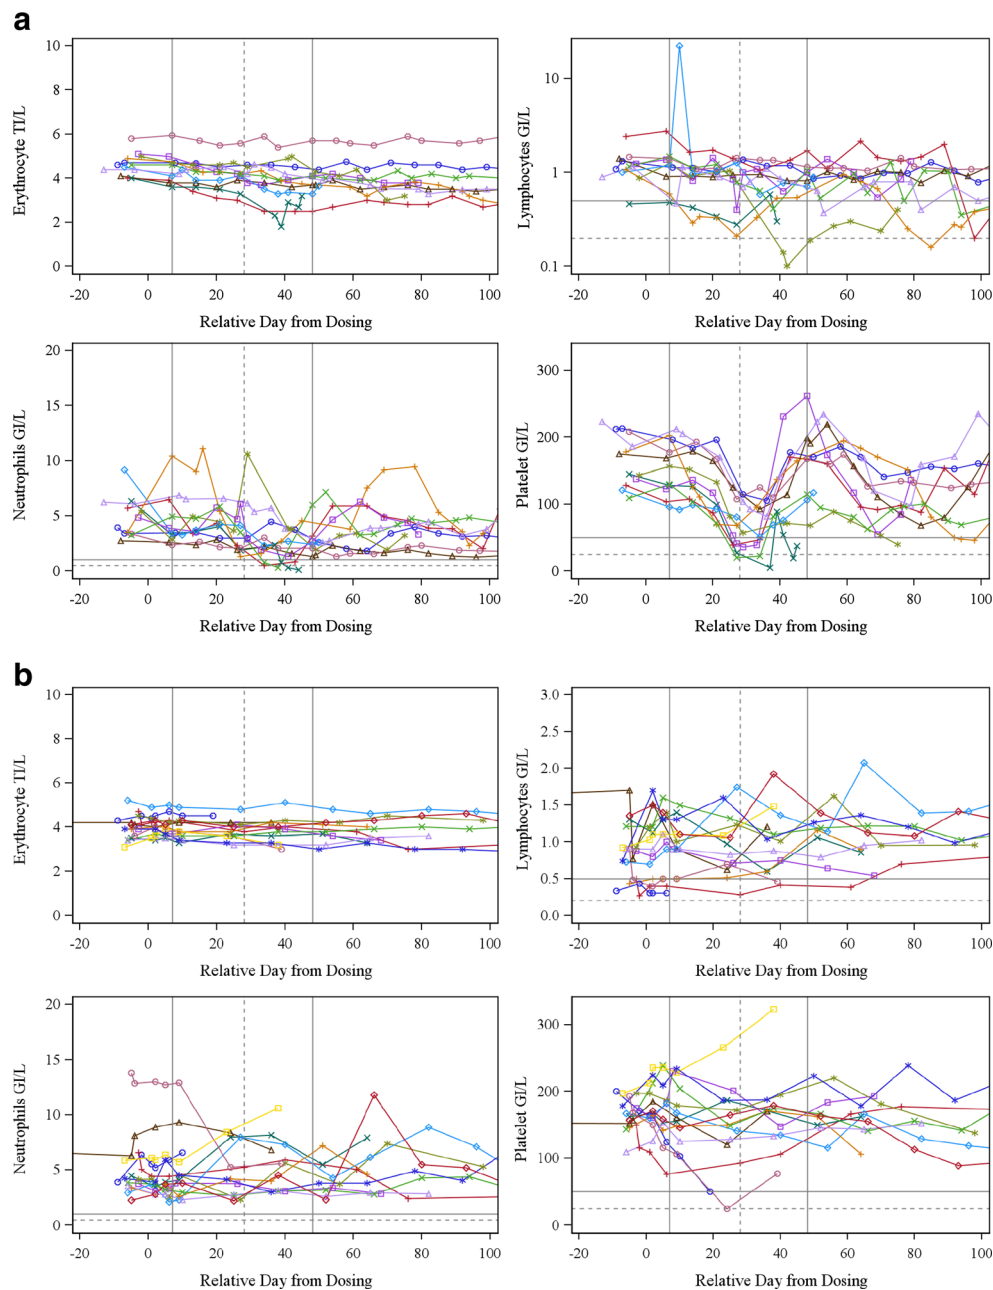 a
Erythrocyte TI/L
10
8
6
4
2
0
-20 0 20 40 60 80 100
Relative Day from Dosing
Lymphocytes GI/L
10
1
0.1
-20 0 20 40 60 80 100
Relative Day from Dosing
Neutrophils GI/L
20
15
10
5
0
-20 0 20 40 60 80 100
Relative Day from Dosing
Platelet GI/L
300
200
100
0
-20 0 20 40 60 80 100
Relative Day from Dosing
b
Erythrocyte TI/L
10
8
6
4
2
0
-20 0 20 40 60 80 100
Relative Day from Dosing
Lymphocytes GI/L
3.0
2.5
2.0
1.5
1.0
0.5
0.0
-20 0 20 40 60 80 100
Relative Day from Dosing
Neutrophils GI/L
20
15
10
5
0
-20 0 20 40 60 80 100
Relative Day from Dosing
Platelet GI/L
300
200
100
0
-20 0 20 40 60 80 100
Relative Day from Dosing